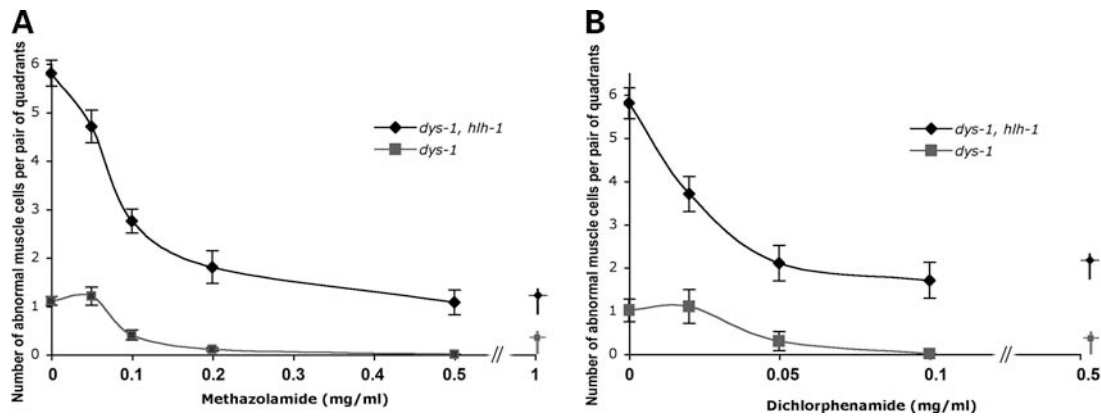 A
Number of abnormal muscle cells per pair of quadrants
6
5
4
3
2
1
0
dys-1, hlh-1
dys-1
0
0.1
0.2
0.3
0.4
0.5
//
1
Methazolamide (mg/ml)
B
Number of abnormal muscle cells per pair of quadrants
6
5
4
3
2
1
0
dys-1, hlh-1
dys-1
0
0.05
0.1
//
0.5
Dichlorphenamide (mg/ml)